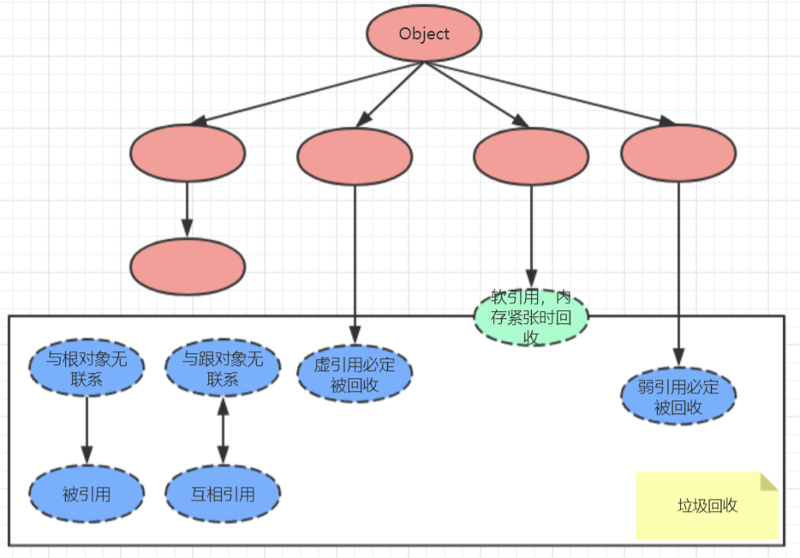 Object
软引用，内
存紧张时回
收
与根对象无
联系
与跟对象无
联系
虚引用必定
被回收
弱引用必定
被回收
被引用
互相引用
垃圾回收